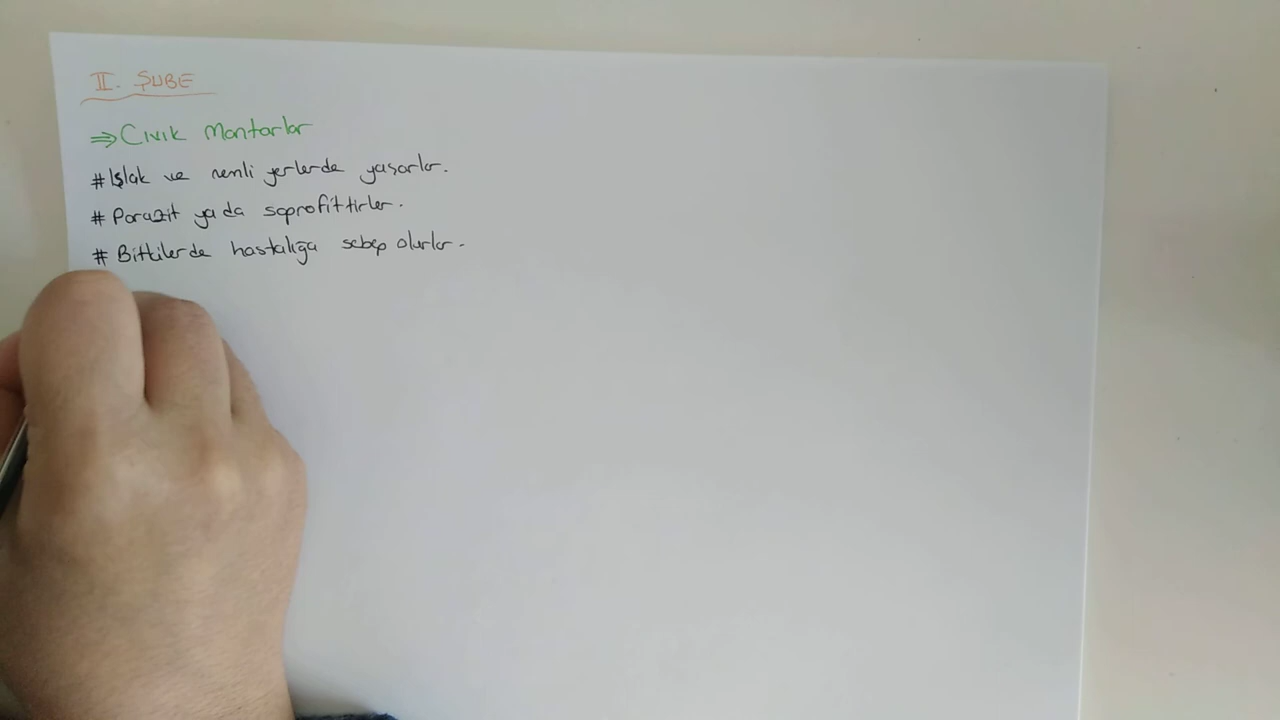 II. ŞUBE
⇒ Cıvık Mantarlar
# Islak ve nemli yerlerde yaşarlar.
# Parazit ya da saprofittirler.
# Bitkilerde hastalığa sebep olurlar.